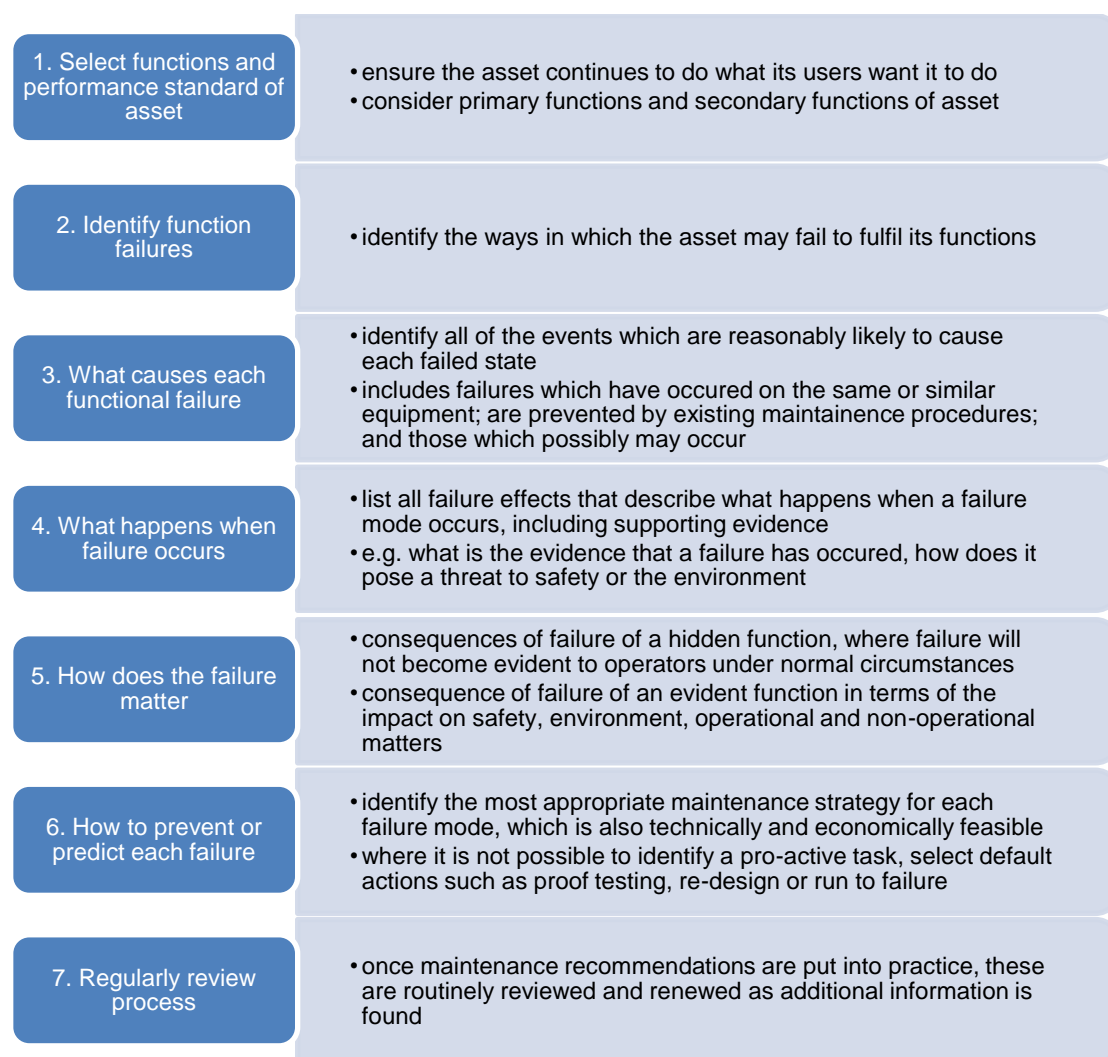 1. Select functions and
performance standard of
asset
• ensure the asset continues to do what its users want it to do
• consider primary functions and secondary functions of asset
2. Identify function
failures
• identify the ways in which the asset may fail to fulfil its functions
3. What causes each
functional failure
• identify all of the events which are reasonably likely to cause
each failed state
• includes failures which have occured on the same or similar
equipment; are prevented by existing maintainence procedures;
and those which possibly may occur
4. What happens when
failure occurs
• list all failure effects that describe what happens when a failure
mode occurs, including supporting evidence
• e.g. what is the evidence that a failure has occured, how does it
pose a threat to safety or the environment
5. How does the failure
matter
• consequences of failure of a hidden function, where failure will
not become evident to operators under normal circumstances
• consequence of failure of an evident function in terms of the
impact on safety, environment, operational and non-operational
matters
6. How to prevent or
predict each failure
• identify the most appropriate maintenance strategy for each
failure mode, which is also technically and economically feasible
• where it is not possible to identify a pro-active task, select default
actions such as proof testing, re-design or run to failure
7. Regularly review
process
• once maintenance recommendations are put into practice, these
are routinely reviewed and renewed as additional information is
found